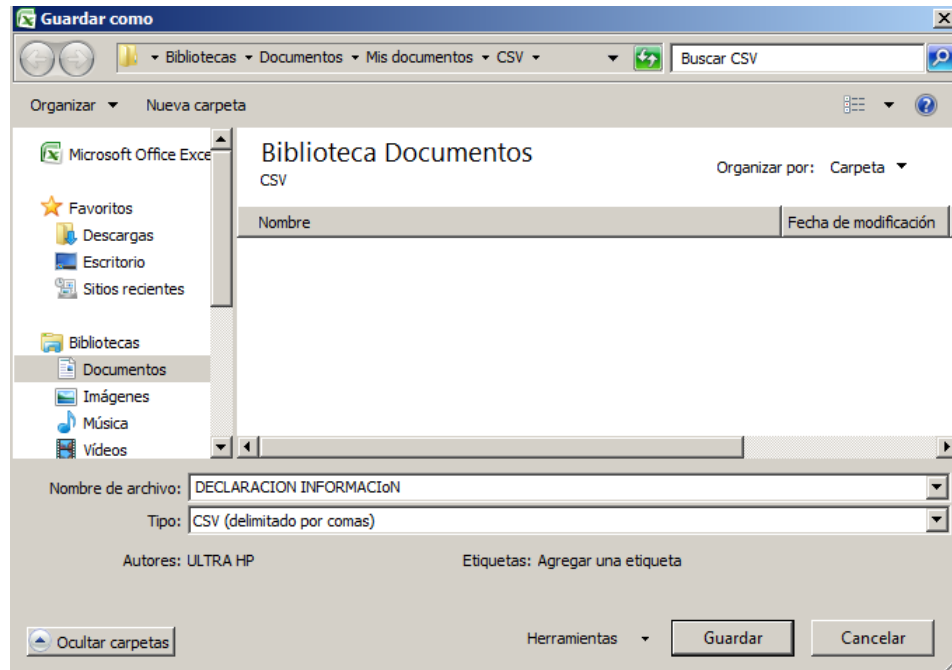 Guardar como
Bibliotecas Documentos Mis documentos CSV
Buscar CSV
Organizar Nueva carpeta
Microsoft Office Exce
Favoritos
Descargas
Escritorio
Sitios recientes
Bibliotecas
Documentos
Imágenes
Música
Vídeos
Biblioteca Documentos
CSV
Organizar por: Carpeta
Nombre Fecha de modificación
Nombre de archivo: DECLARACION INFORMACIoN
Tipo: CSV (delimitado por comas)
Autores: ULTRA HP Etiquetas: Agregar una etiqueta
Ocultar carpetas Herramientas Guardar Cancelar